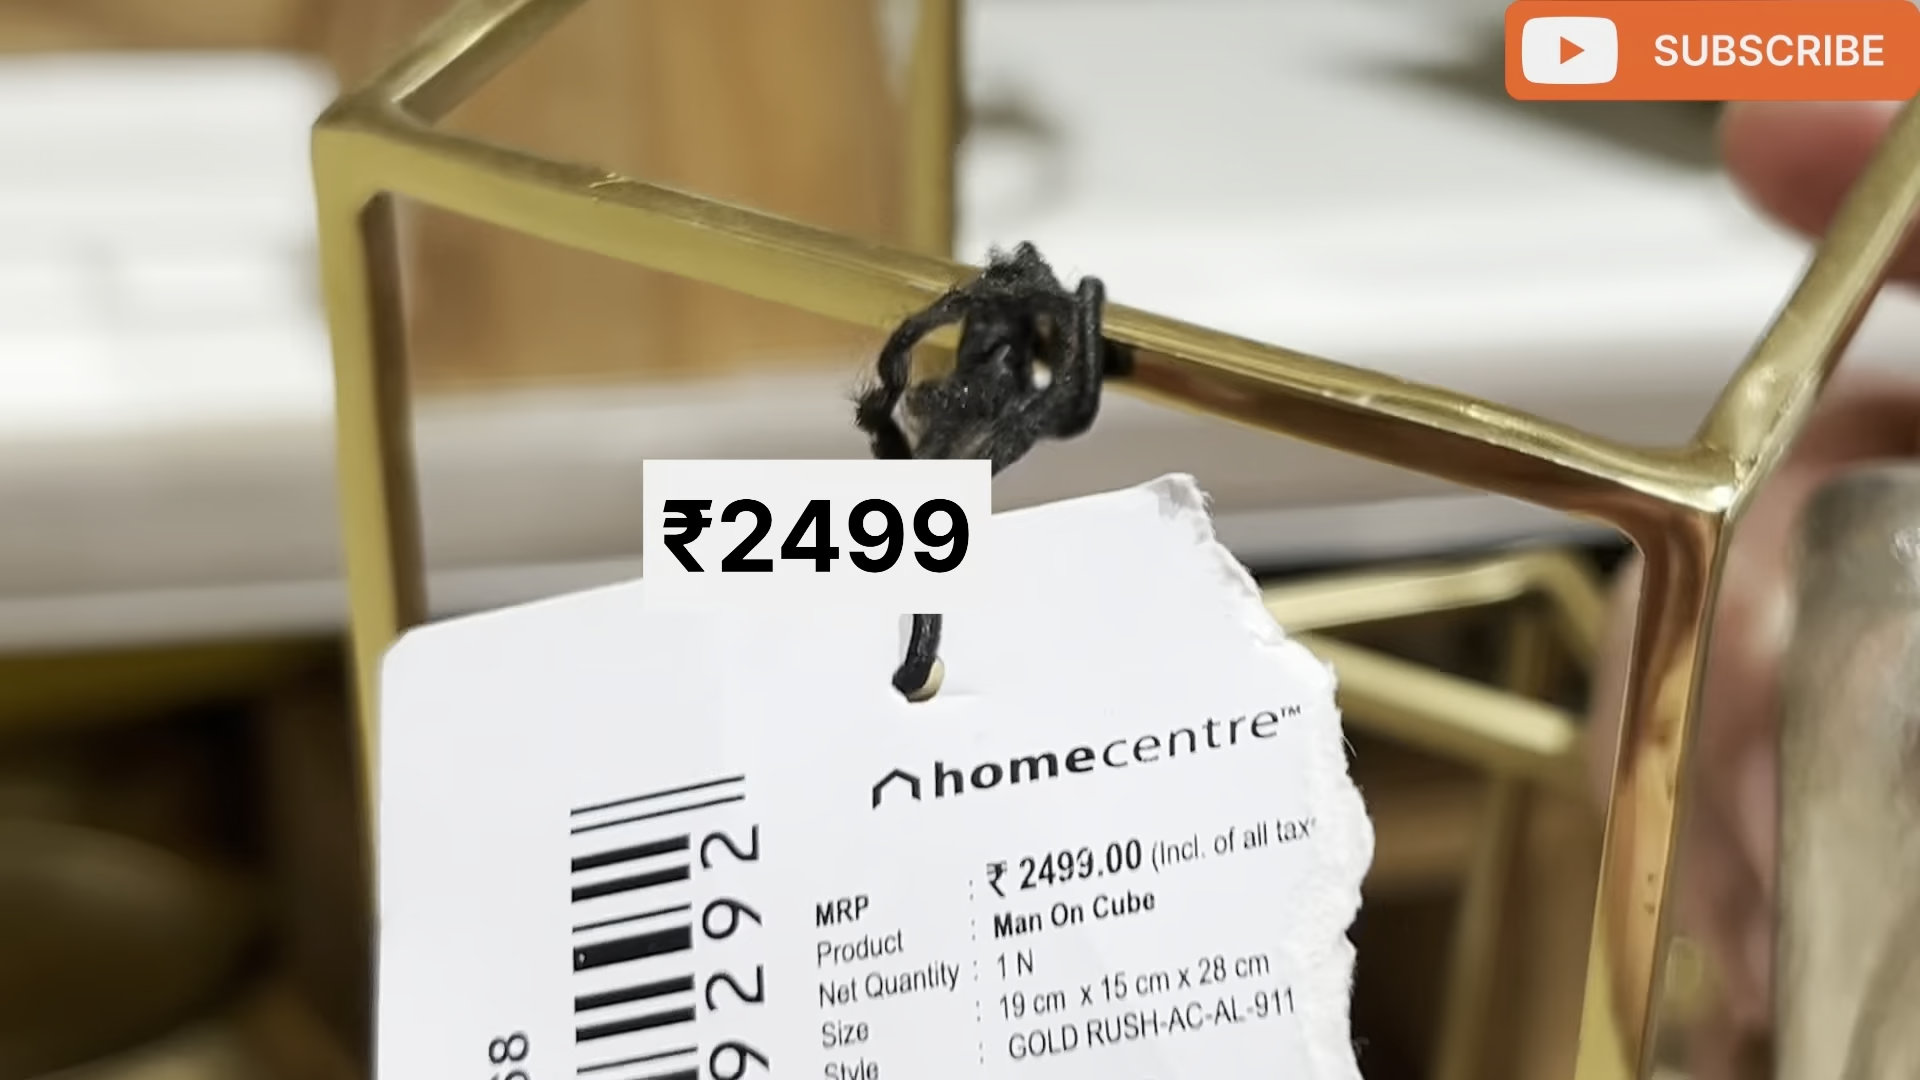 SUBSCRIBE
₹2499
homecentre™
MRP : ₹ 2499.00 (Incl. of all tax
Product : Man On Cube
Net Quantity : 1 N
Size : 19 cm x 15 cm x 28 cm
Style : GOLD RUSH-AC-AL-911
9292
68